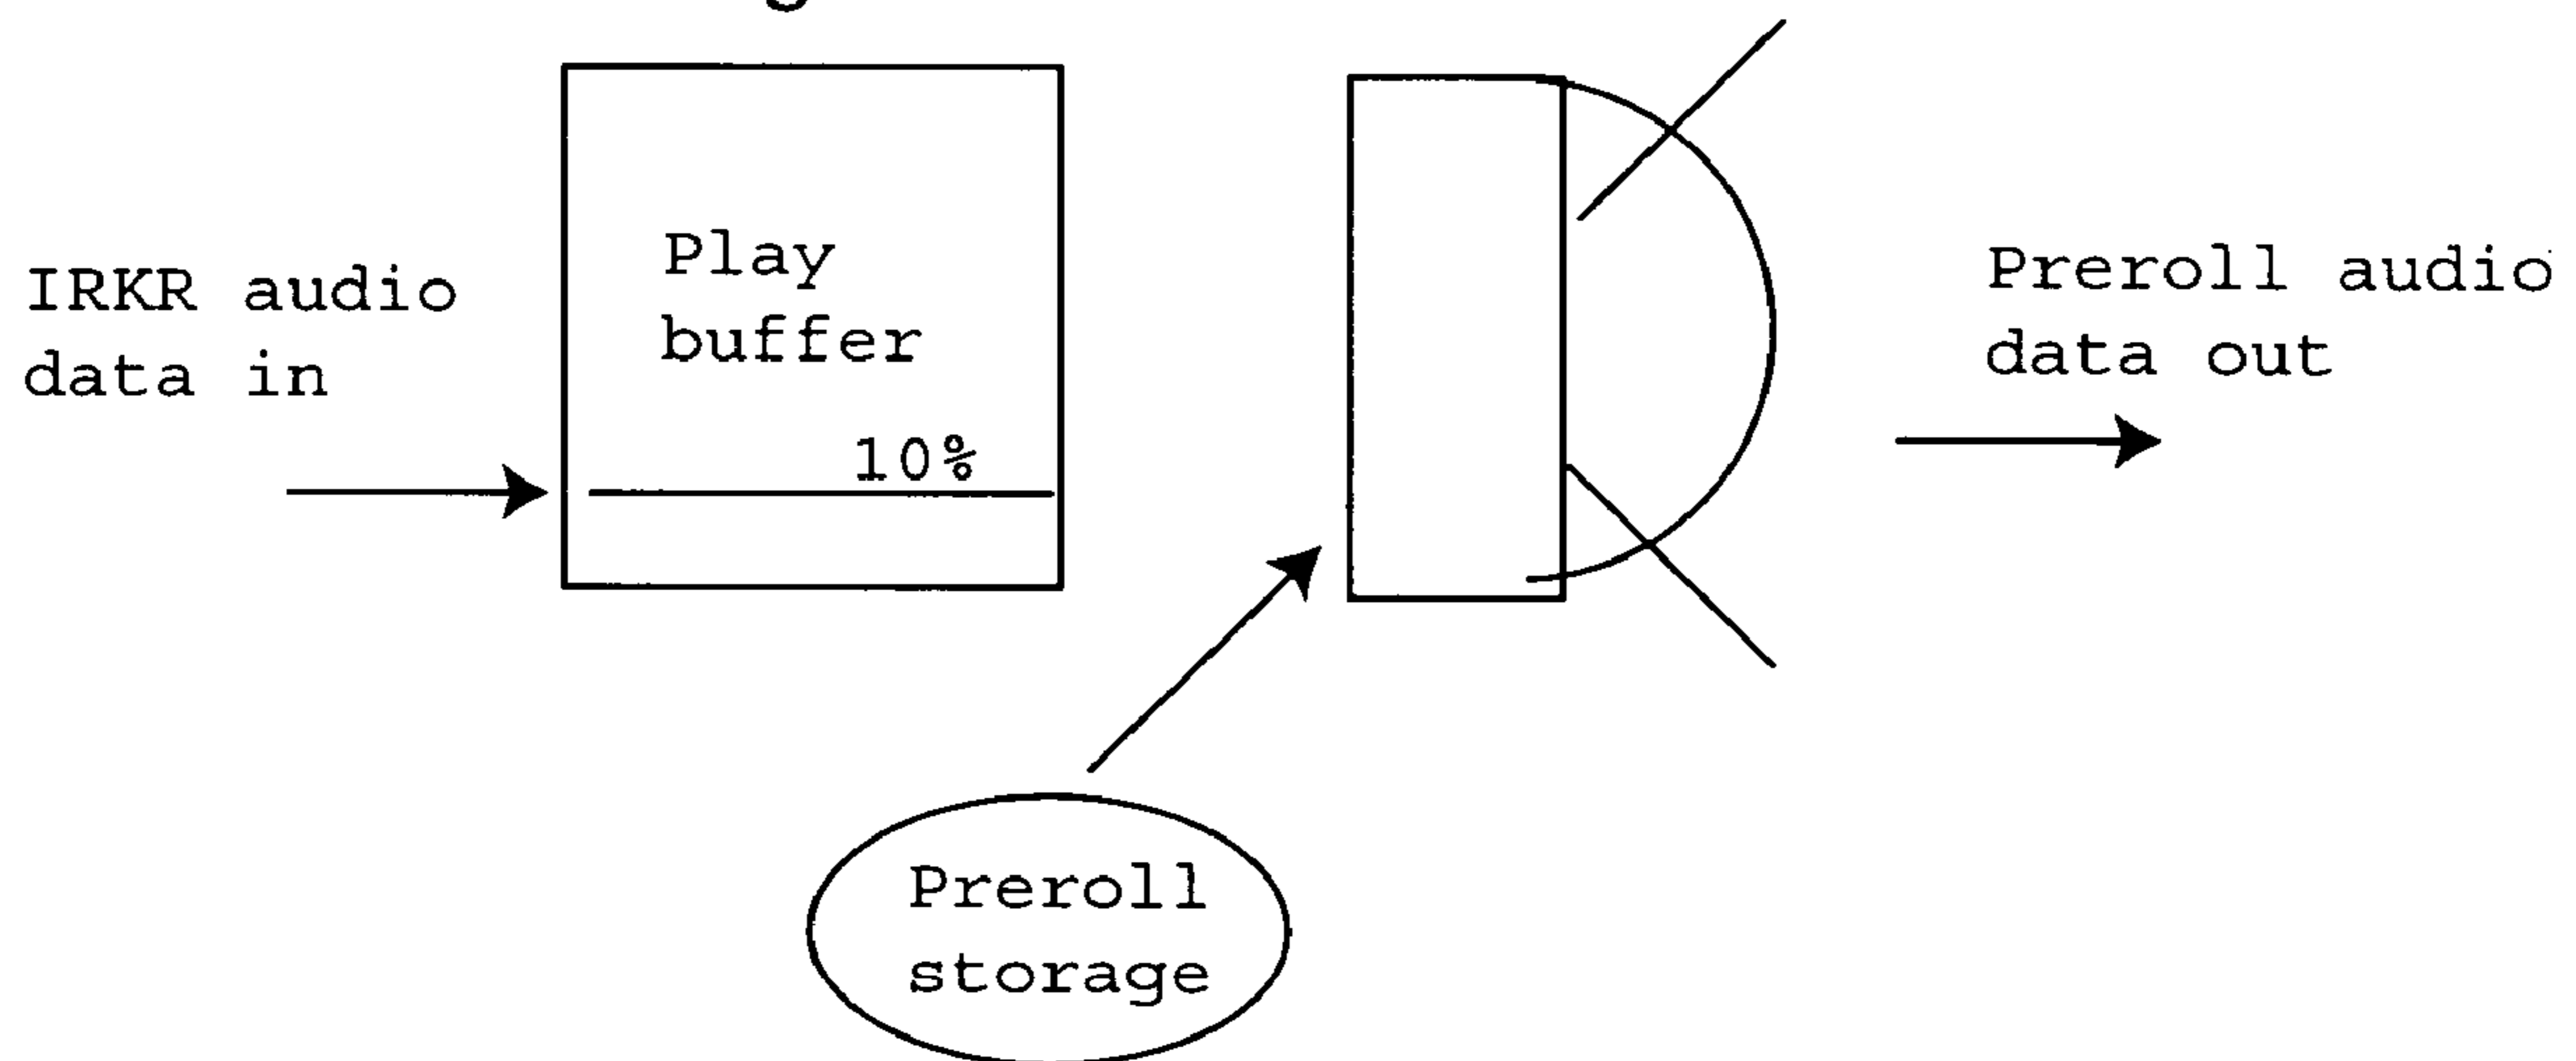 IRKR audio
data in
Play
buffer
10%
Preroll audio
data out
Preroll
storage